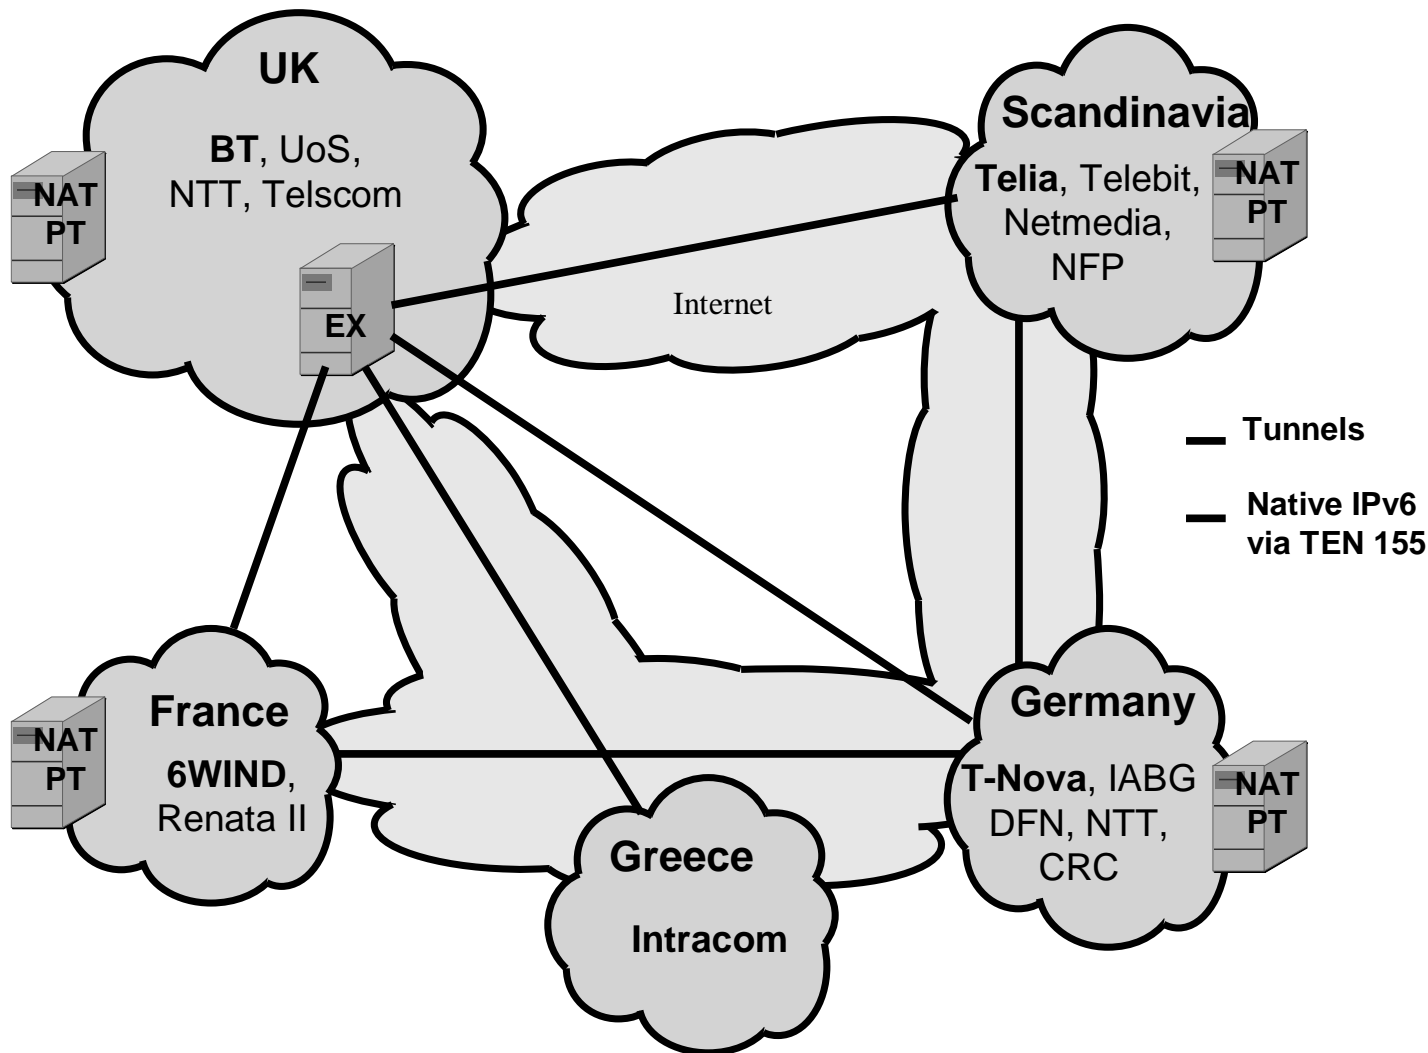 UK
BT, UoS,
NTT, Telscom
NAT
PT
EX
Scandinavia
Telia, Telebit,
Netmedia,
NFP
NAT
PT
Internet
Tunnels
Native IPv6
via TEN 155
France
6WIND,
Renata II
NAT
PT
Greece
Intracom
Germany
T-Nova, IABG
DFN, NTT,
CRC
NAT
PT